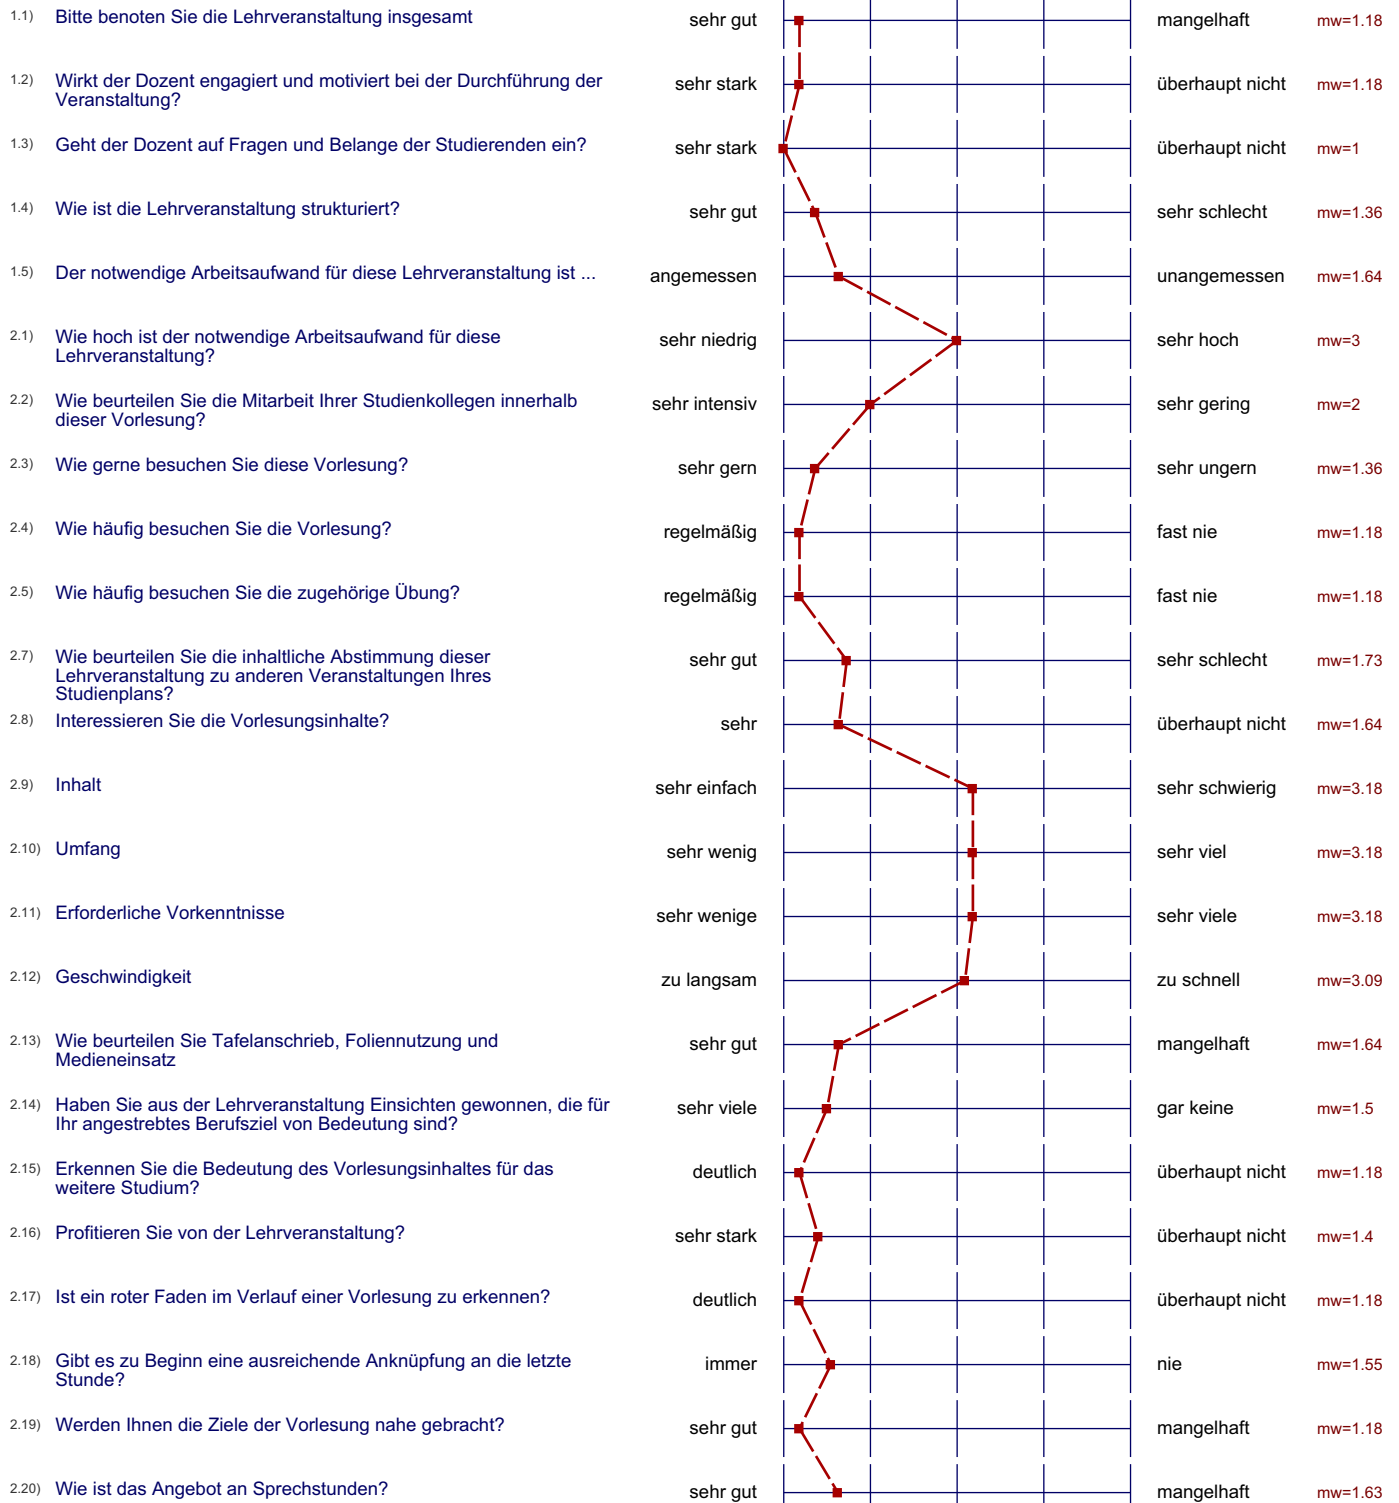 1.1) Bitte benoten Sie die Lehrveranstaltung insgesamt sehr gut mangelhaft mw=1.18
1.2) Wirkt der Dozent engagiert und motiviert bei der Durchführung der
Veranstaltung? sehr stark überhaupt nicht mw=1.18
1.3) Geht der Dozent auf Fragen und Belange der Studierenden ein? sehr stark überhaupt nicht mw=1
1.4) Wie ist die Lehrveranstaltung strukturiert? sehr gut sehr schlecht mw=1.36
1.5) Der notwendige Arbeitsaufwand für diese Lehrveranstaltung ist ... angemessen unangemessen mw=1.64
2.1) Wie hoch ist der notwendige Arbeitsaufwand für diese
Lehrveranstaltung? sehr niedrig sehr hoch mw=3
2.2) Wie beurteilen Sie die Mitarbeit Ihrer Studienkollegen innerhalb
dieser Vorlesung? sehr intensiv sehr gering mw=2
2.3) Wie gerne besuchen Sie diese Vorlesung? sehr gern sehr ungern mw=1.36
2.4) Wie häufig besuchen Sie die Vorlesung? regelmäßig fast nie mw=1.18
2.5) Wie häufig besuchen Sie die zugehörige Übung? regelmäßig fast nie mw=1.18
2.7) Wie beurteilen Sie die inhaltliche Abstimmung dieser
Lehrveranstaltung zu anderen Veranstaltungen Ihres
Studienplans? sehr gut sehr schlecht mw=1.73
2.8) Interessieren Sie die Vorlesungsinhalte? sehr überhaupt nicht mw=1.64
2.9) Inhalt sehr einfach sehr schwierig mw=3.18
2.10) Umfang sehr wenig sehr viel mw=3.18
2.11) Erforderliche Vorkenntnisse sehr wenige sehr viele mw=3.18
2.12) Geschwindigkeit zu langsam zu schnell mw=3.09
2.13) Wie beurteilen Sie Tafelanschrieb, Foliennutzung und
Medieneinsatz sehr gut mangelhaft mw=1.64
2.14) Haben Sie aus der Lehrveranstaltung Einsichten gewonnen, die für
Ihr angestrebtes Berufsziel von Bedeutung sind? sehr viele gar keine mw=1.5
2.15) Erkennen Sie die Bedeutung des Vorlesungsinhaltes für das
weitere Studium? deutlich überhaupt nicht mw=1.18
2.16) Profitieren Sie von der Lehrveranstaltung? sehr stark überhaupt nicht mw=1.4
2.17) Ist ein roter Faden im Verlauf einer Vorlesung zu erkennen? deutlich überhaupt nicht mw=1.18
2.18) Gibt es zu Beginn eine ausreichende Anknüpfung an die letzte
Stunde? immer nie mw=1.55
2.19) Werden Ihnen die Ziele der Vorlesung nahe gebracht? sehr gut mangelhaft mw=1.18
2.20) Wie ist das Angebot an Sprechstunden? sehr gut mangelhaft mw=1.63